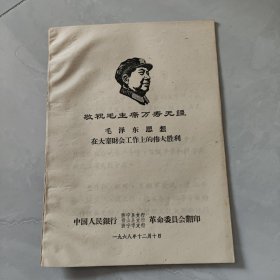 敬祝毛主席万寿无疆
毛泽东思想
在大寨财会工作上的伟大胜利
中国人民银行
革命委员会翻印
一九六八年十二月十日